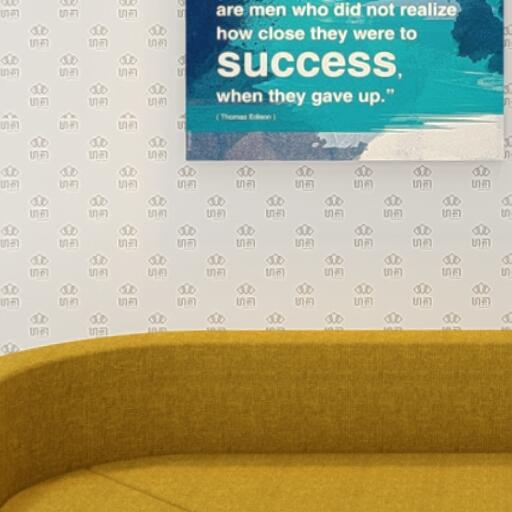 are men who did not realize
how close they were to
success,
when they gave up.”
( Thomas Edison )